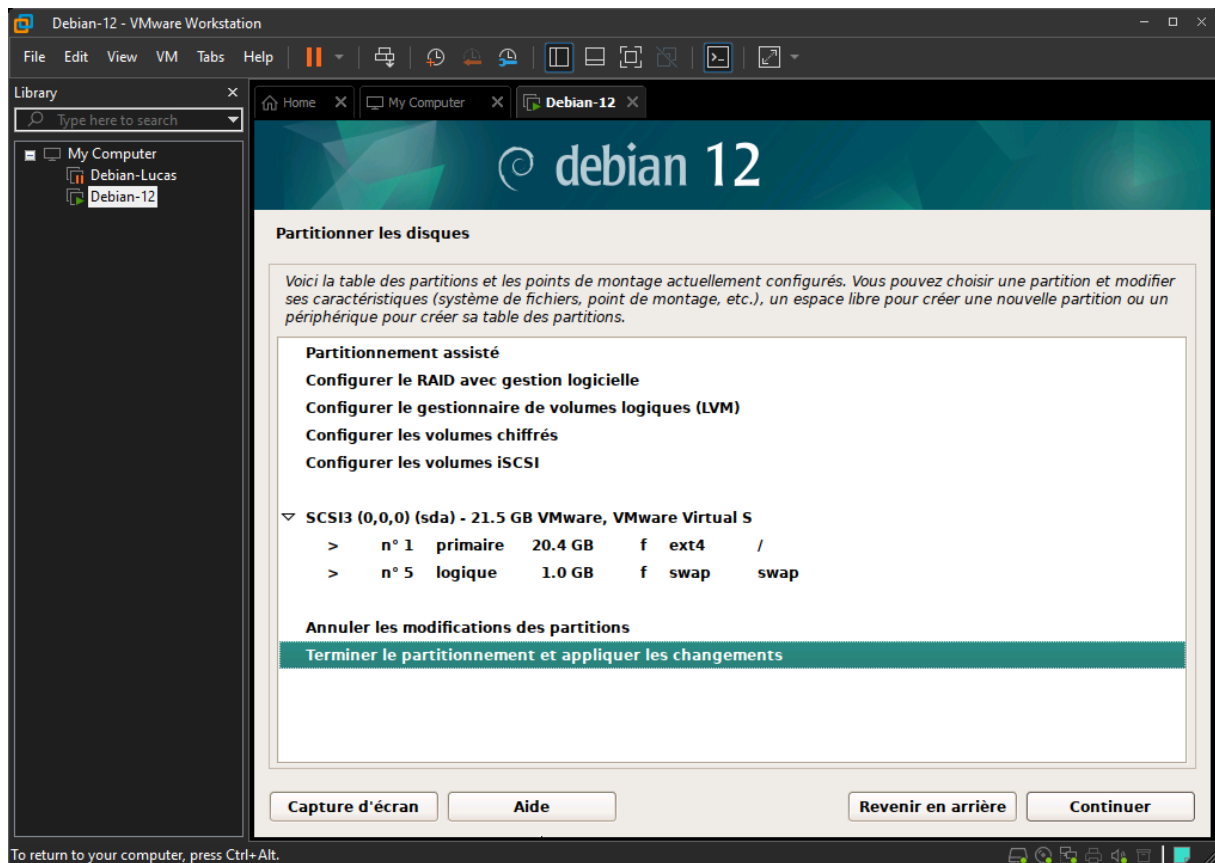 Debian-12 - VMware Workstation
File Edit View VM Tabs Help
Library
Type here to search
My Computer
Debian-Lucas
Debian-12
Home My Computer Debian-12
debian 12
Partitionner les disques
Voici la table des partitions et les points de montage actuellement configurés. Vous pouvez choisir une partition et modifier
ses caractéristiques (système de fichiers, point de montage, etc.), un espace libre pour créer une nouvelle partition ou un
périphérique pour créer sa table des partitions.
Partitionnement assisté
Configurer le RAID avec gestion logicielle
Configurer le gestionnaire de volumes logiques (LVM)
Configurer les volumes chiffrés
Configurer les volumes iSCSI
SCSI3 (0,0,0) (sda) - 21.5 GB VMware, VMware Virtual S
> n° 1 primaire 20.4 GB f ext4 /
> n° 5 logique 1.0 GB f swap swap
Annuler les modifications des partitions
Terminer le partitionnement et appliquer les changements
Capture d'écran Aide Revenir en arrière Continuer
To return to your computer, press Ctrl+Alt.